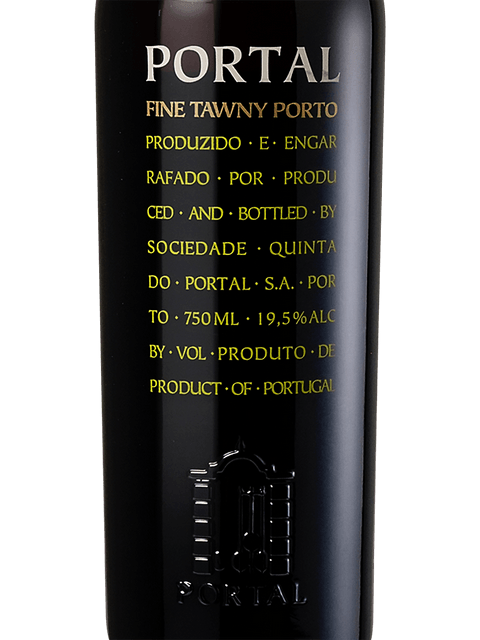 PORTAL
FINE TAWNY PORTO
PRODUZIDO · E · ENGAR
RAFADO · POR · PRODU
CED · AND · BOTTLED · BY
SOCIEDADE · QUINTA
DO · PORTAL · S.A. · POR
TO · 750 ML · 19,5%ALC
BY · VOL · PRODUTO · DE
PRODUCT · OF · PORTUGAL
PORTAL